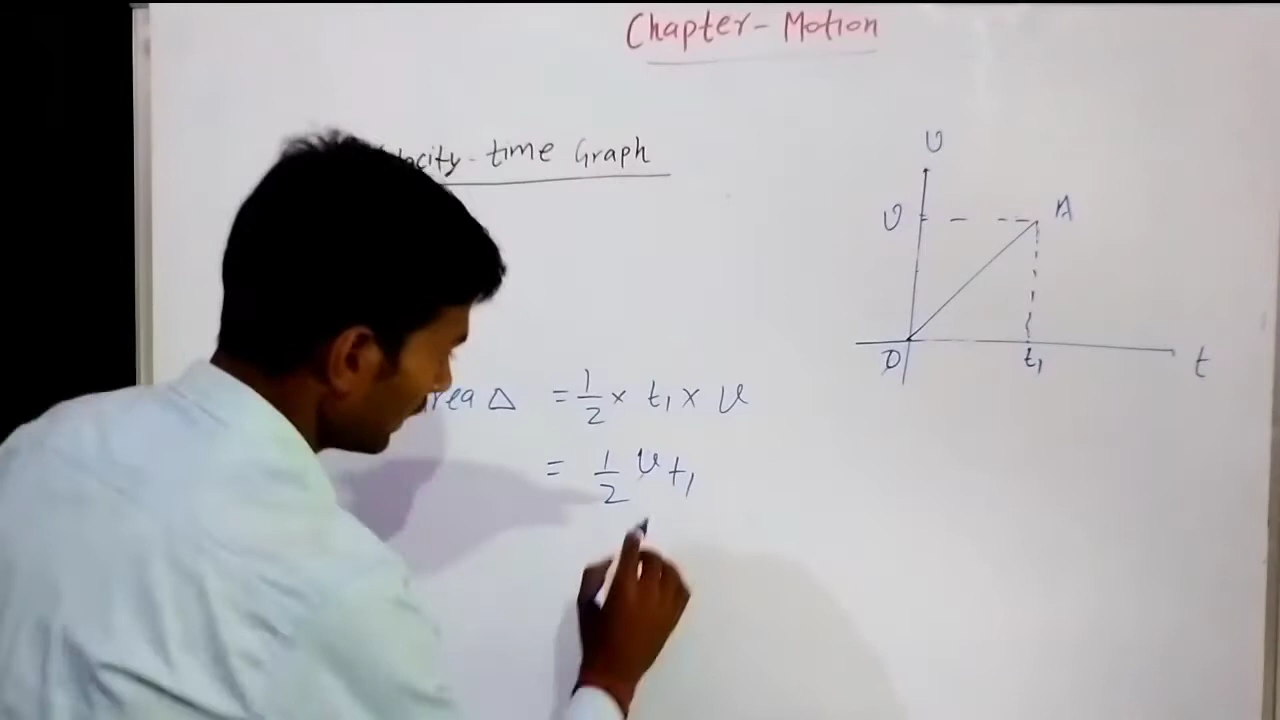 Chapter - Motion
time Graph
υ
υ A
O t₁ t
Δ = 1/2 × t₁ × υ
= 1/2 υ t₁